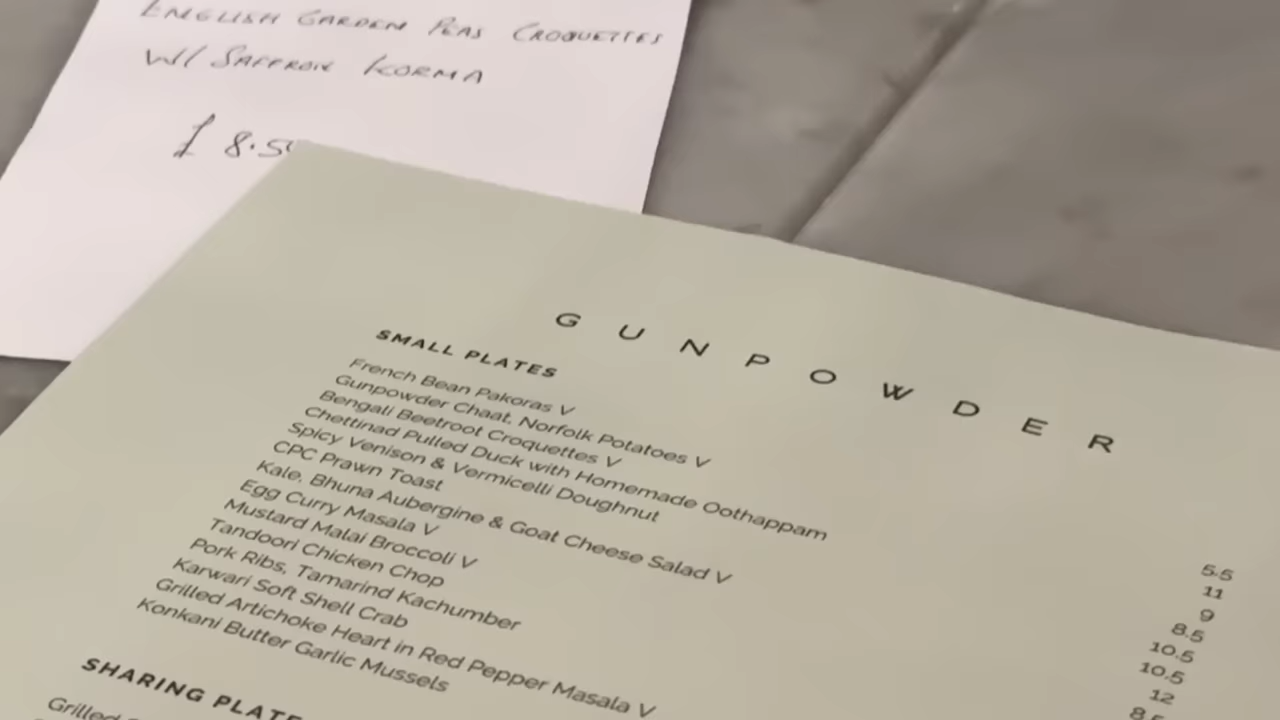 ENGLISH GARDEN PEAS CROQUETTES
W/ SAFFRON KORMA
£ 8.5
GUNPOWDER
SMALL PLATES
French Bean Pakoras V
Gunpowder Chaat, Norfolk Potatoes V
Bengali Beetroot Croquettes V
Chettinad Pulled Duck with Homemade Oothappam
Spicy Venison & Vermicelli Doughnut
CPC Prawn Toast
Kale, Bhuna Aubergine & Goat Cheese Salad V
Egg Curry Masala V
Mustard Malai Broccoli V
Tandoori Chicken Chop
Pork Ribs, Tamarind Kachumber
Karwari Soft Shell Crab
Grilled Artichoke Heart in Red Pepper Masala V
Konkani Butter Garlic Mussels
5.5
11
9
8.5
10.5
10.5
12
SHARING PLATE
Grilled